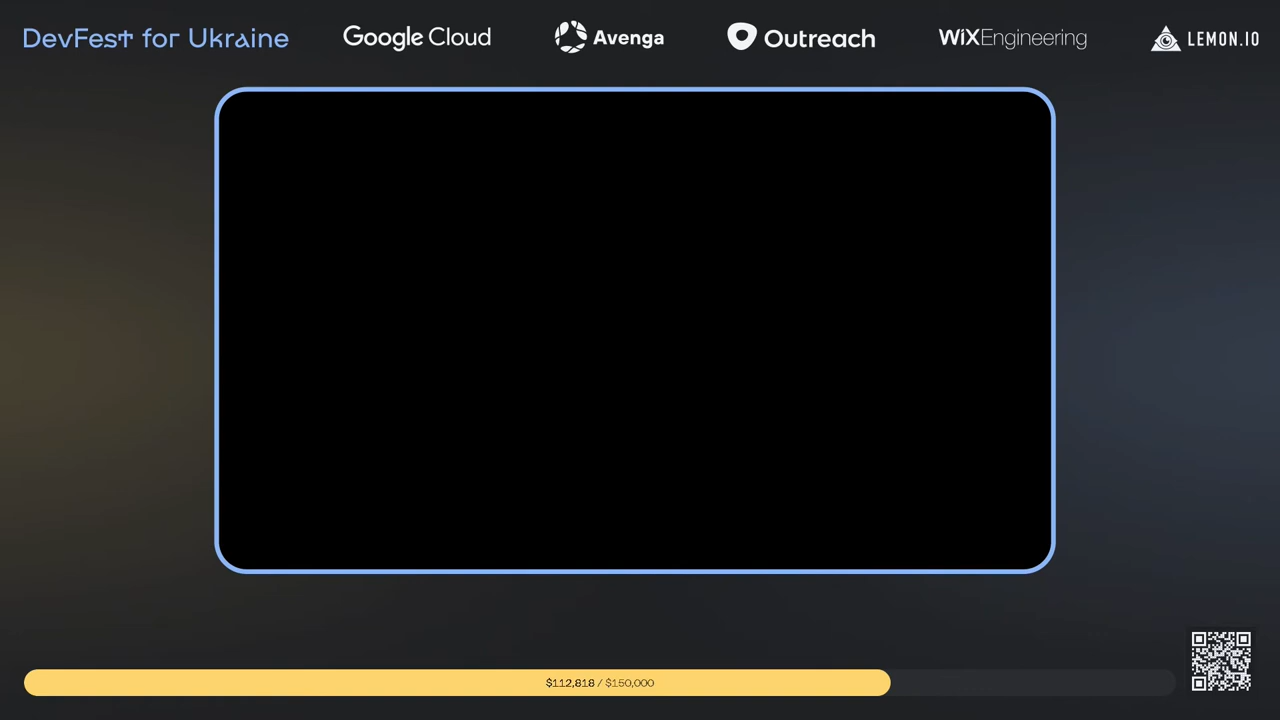 DevFest for Ukraine
Google Cloud
Avenga
Outreach
WiXEngineering
LEMON.IO
$112,818 / $150,000